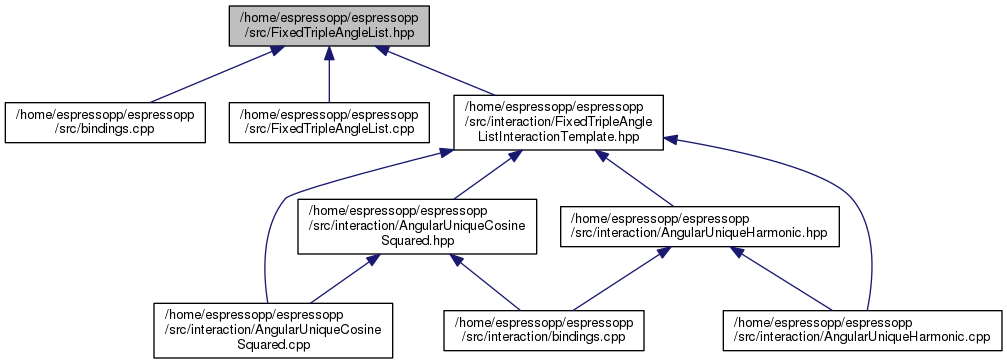 /home/espressopp/espressopp
/src/FixedTripleAngleList.hpp
/home/espressopp/espressopp
/src/bindings.cpp
/home/espressopp/espressopp
/src/FixedTripleAngleList.cpp
/home/espressopp/espressopp
/src/interaction/FixedTripleAngle
ListInteractionTemplate.hpp
/home/espressopp/espressopp
/src/interaction/AngularUniqueCosine
Squared.hpp
/home/espressopp/espressopp
/src/interaction/AngularUniqueHarmonic.hpp
/home/espressopp/espressopp
/src/interaction/AngularUniqueCosine
Squared.cpp
/home/espressopp/espressopp
/src/interaction/bindings.cpp
/home/espressopp/espressopp
/src/interaction/AngularUniqueHarmonic.cpp